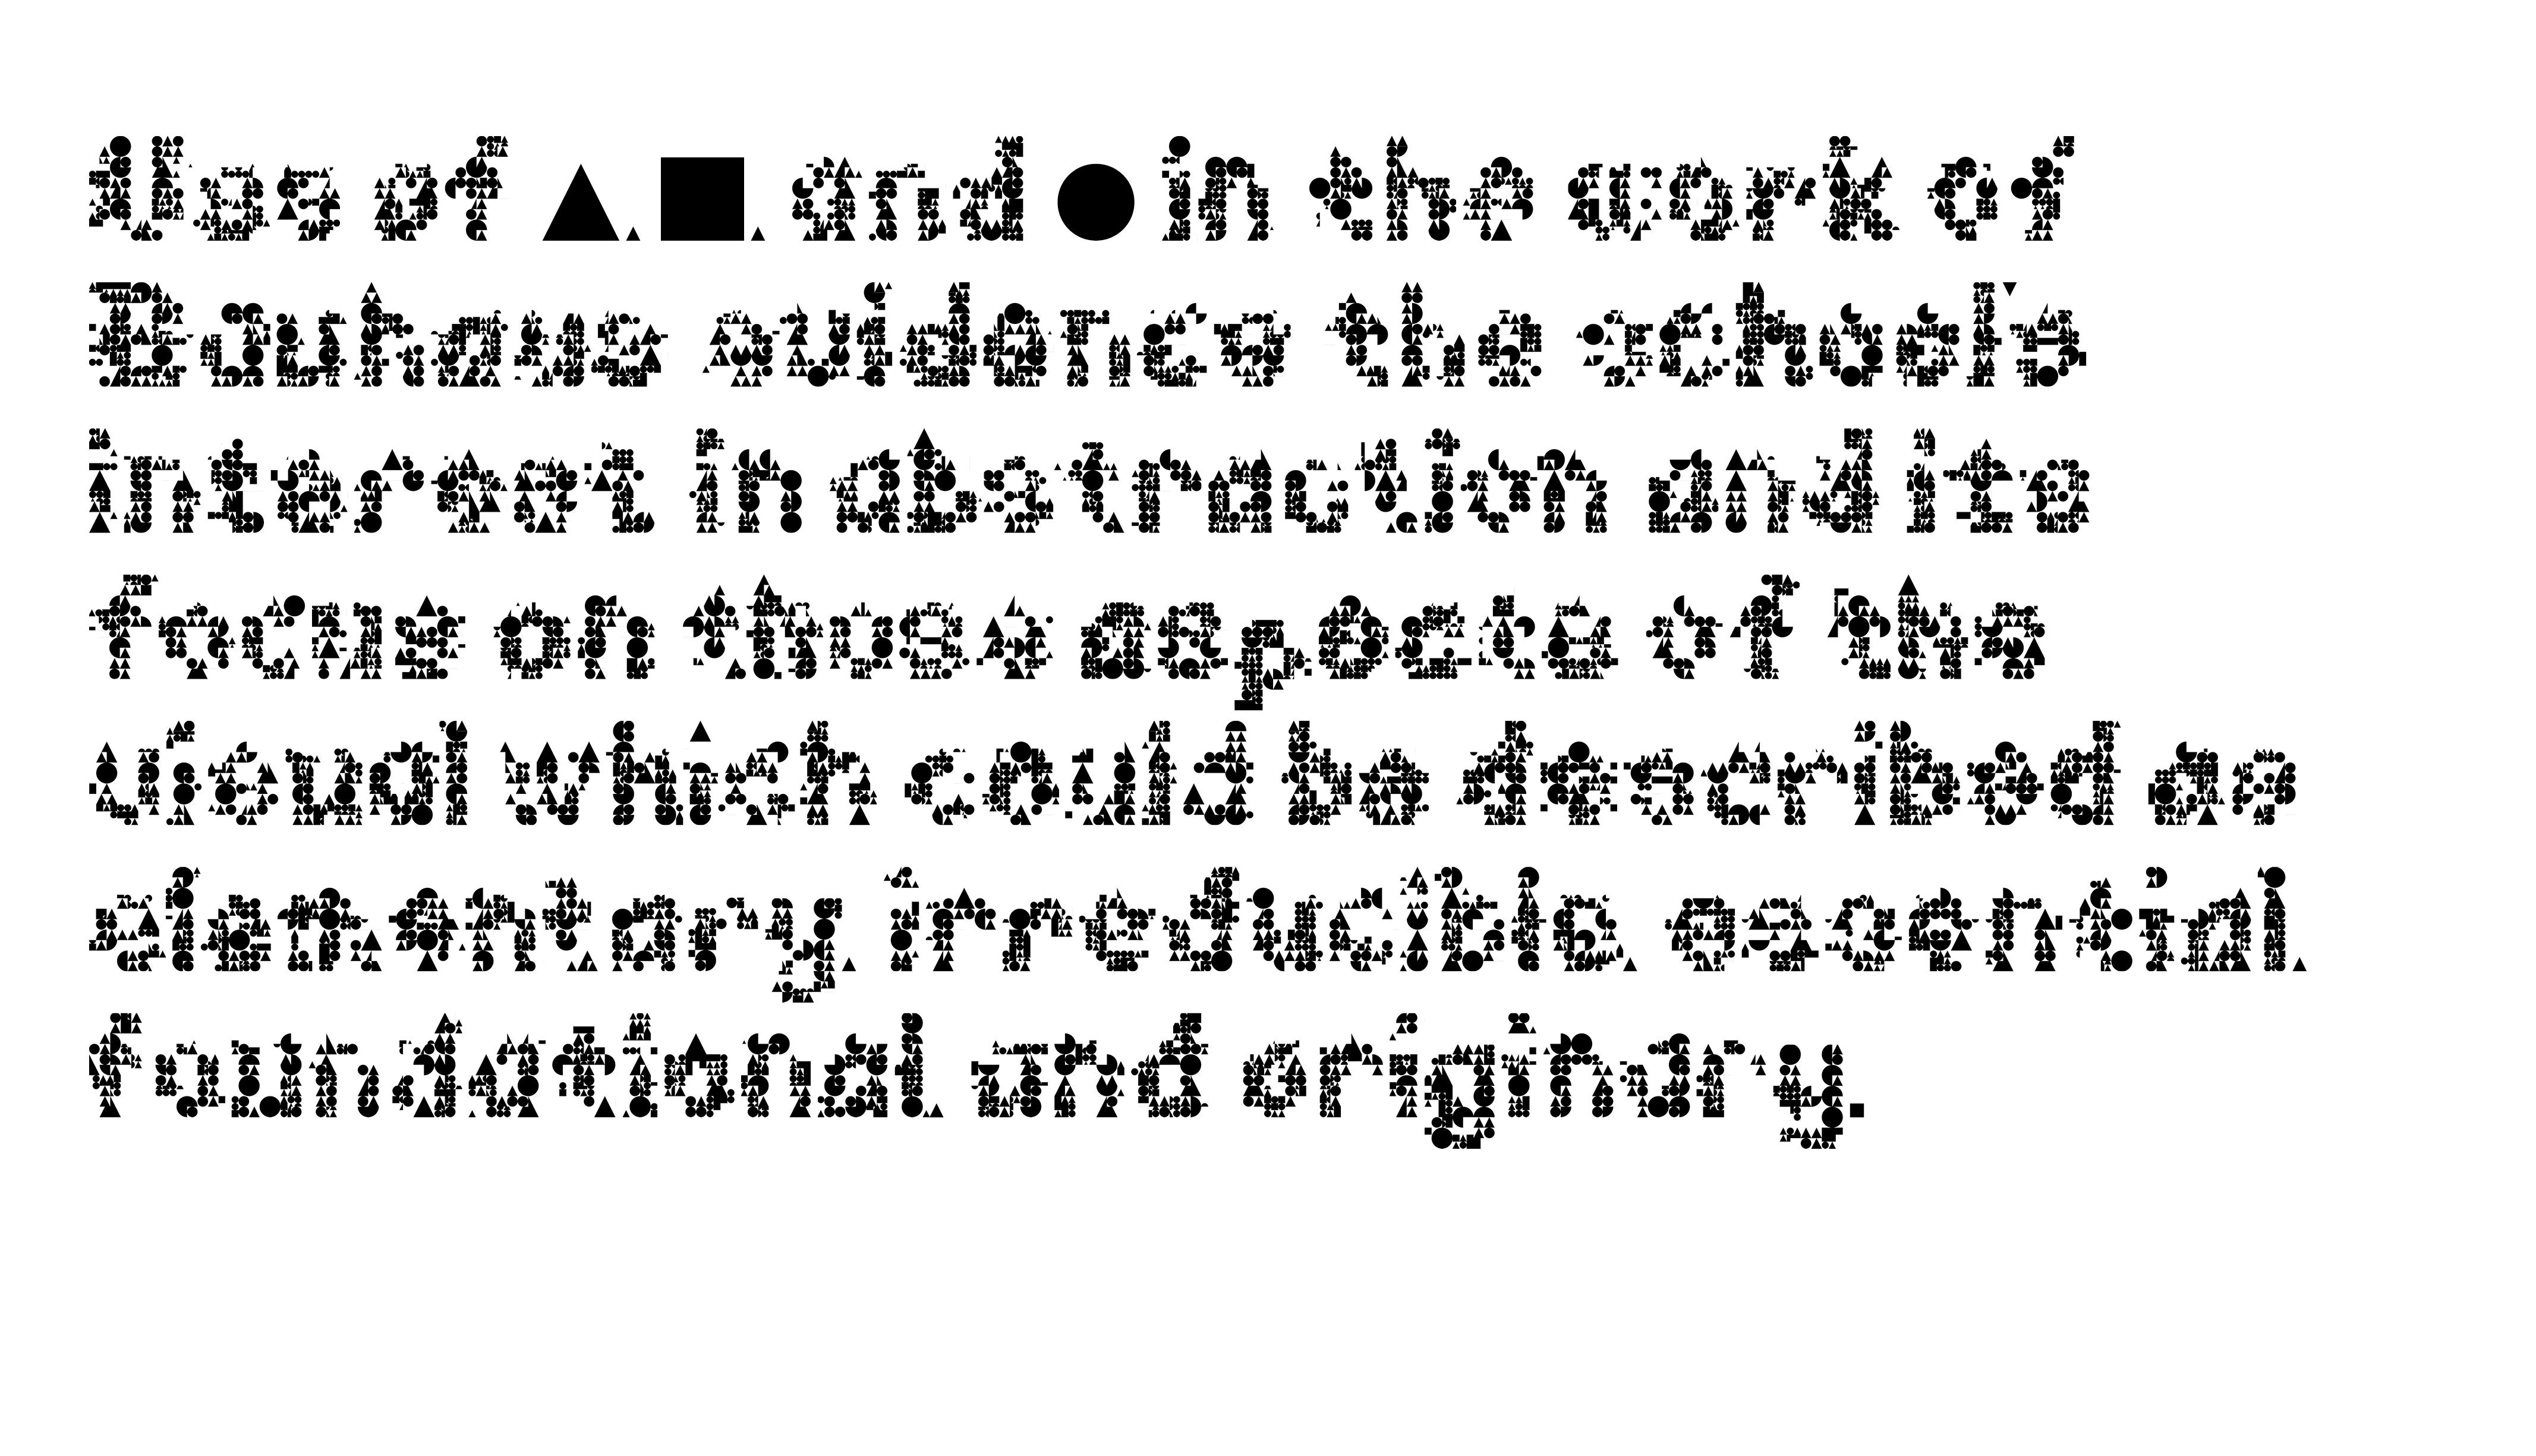 Use of ▲, ■, and ● in the work of
Bauhaus evidences the school's
interest in abstraction and its
focus on those aspects of the
visual which could be described as
elementary, irreducible, essential,
foundational, and originary.